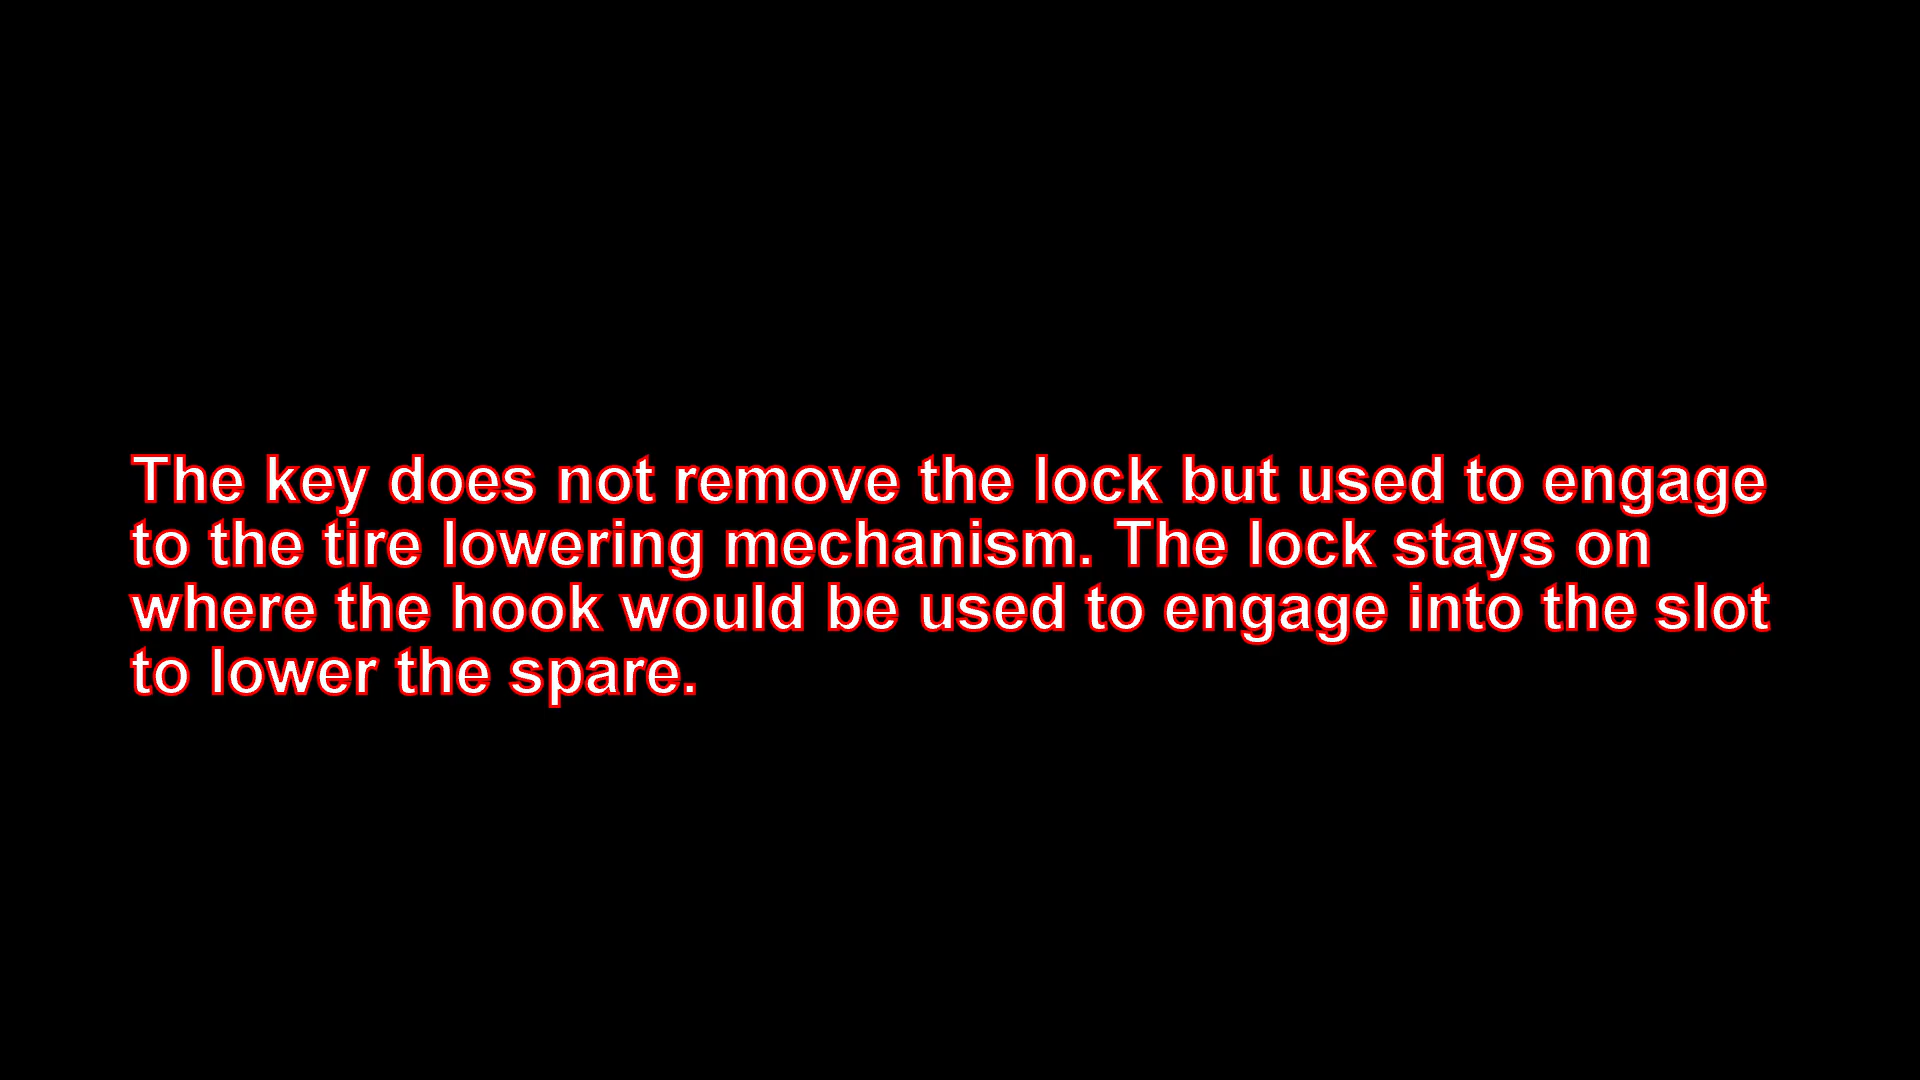 The key does not remove the lock but used to engage
to the tire lowering mechanism. The lock stays on
where the hook would be used to engage into the slot
to lower the spare.